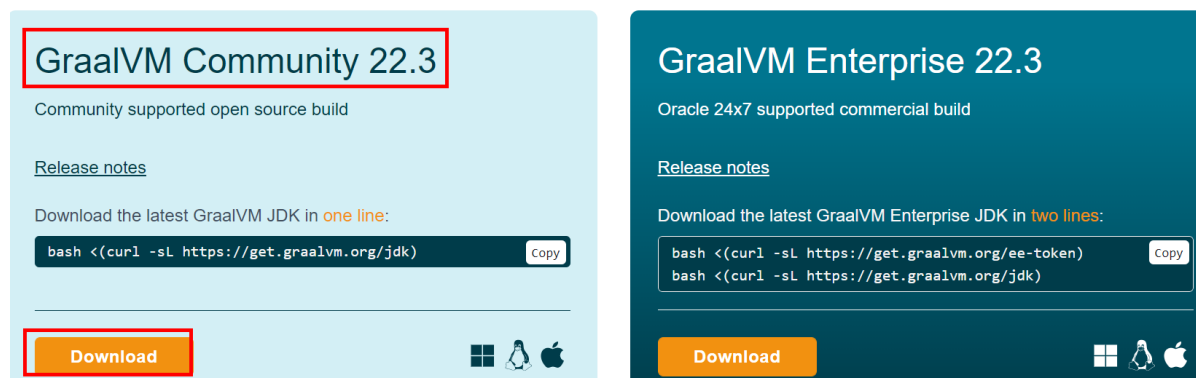 GraalVM Community 22.3
Community supported open source build
Release notes
Download the latest GraalVM JDK in one line:
bash <(curl -sL https://get.graalvm.org/jdk)
Copy
Download
GraalVM Enterprise 22.3
Oracle 24x7 supported commercial build
Release notes
Download the latest GraalVM Enterprise JDK in two lines:
bash <(curl -sL https://get.graalvm.org/ee-token)
bash <(curl -sL https://get.graalvm.org/jdk)
Copy
Download